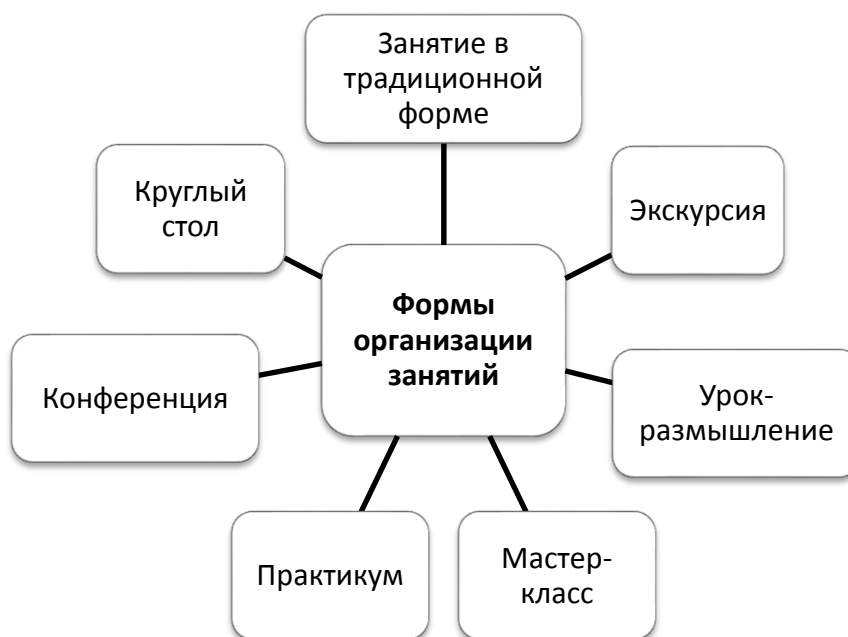 Занятие в
традиционной
форме
Круглый
стол
Экскурсия
Формы
организации
занятий
Конференция
Урок-
размышление
Практикум
Мастер-
класс